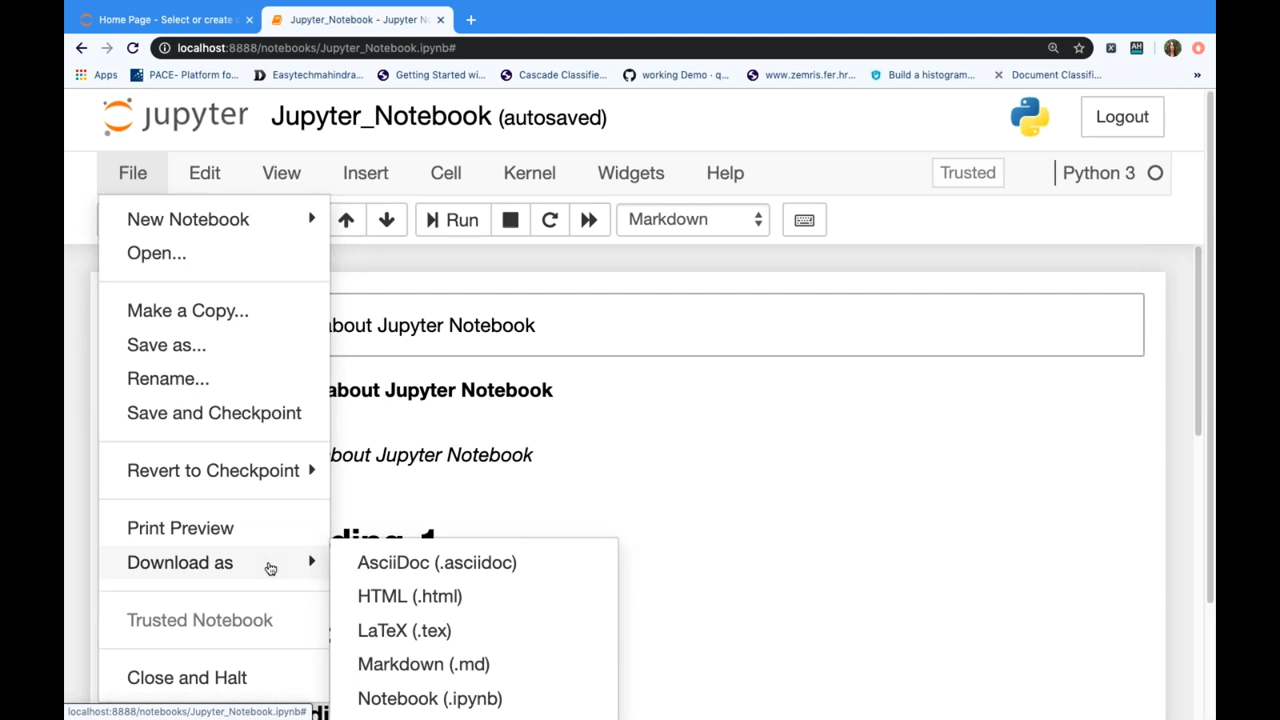 Home Page - Select or create
Jupyter_Notebook - Jupyter N
localhost:8888/notebooks/Jupyter_Notebook.ipynb#
Apps PACE- Platform fo... Easytechmahindra... Getting Started wi... Cascade Classifie... working Demo · q... www.zemris.fer.hr... Build a histogram... Document Classifi... »
jupyter Jupyter_Notebook (autosaved) Logout
File Edit View Insert Cell Kernel Widgets Help Trusted Python 3
Run Markdown
New Notebook
Open...
Make a Copy...
Save as...
Rename...
Save and Checkpoint
Revert to Checkpoint
Print Preview
Download as
Trusted Notebook
Close and Halt
about Jupyter Notebook
about Jupyter Notebook
bout Jupyter Notebook
ding 1
AsciiDoc (.asciidoc)
HTML (.html)
LaTeX (.tex)
Markdown (.md)
Notebook (.ipynb)
localhost:8888/notebooks/Jupyter_Notebook.ipynb#